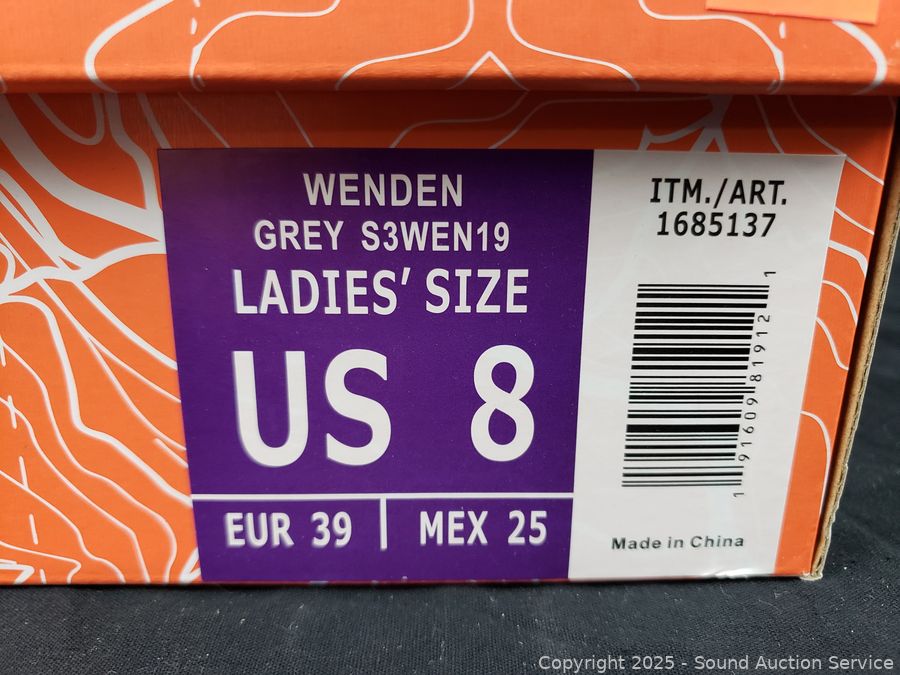 WENDEN
GREY S3WEN19
LADIES’ SIZE
US 8
EUR 39
MEX 25
ITM./ART.
1685137
1 91609 81912 1
Made in China
Copyright 2025 - Sound Auction Service